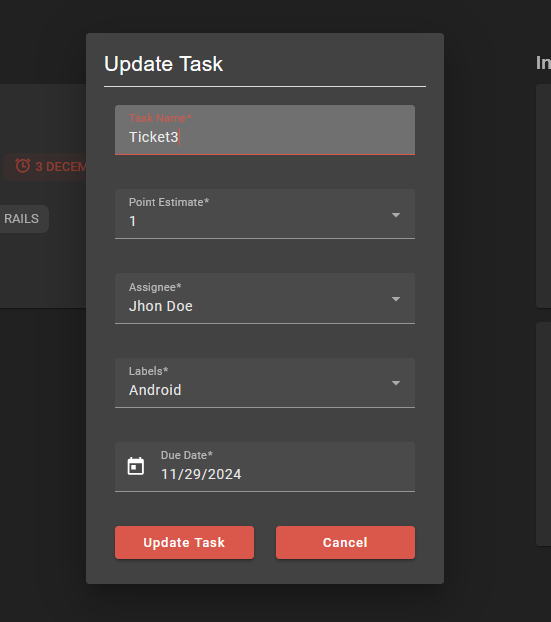 Update Task
In
Task Name*
Ticket3
3 DECEM
Point Estimate*
1
RAILS
Assignee*
Jhon Doe
Labels*
Android
Due Date*
11/29/2024
Update Task
Cancel